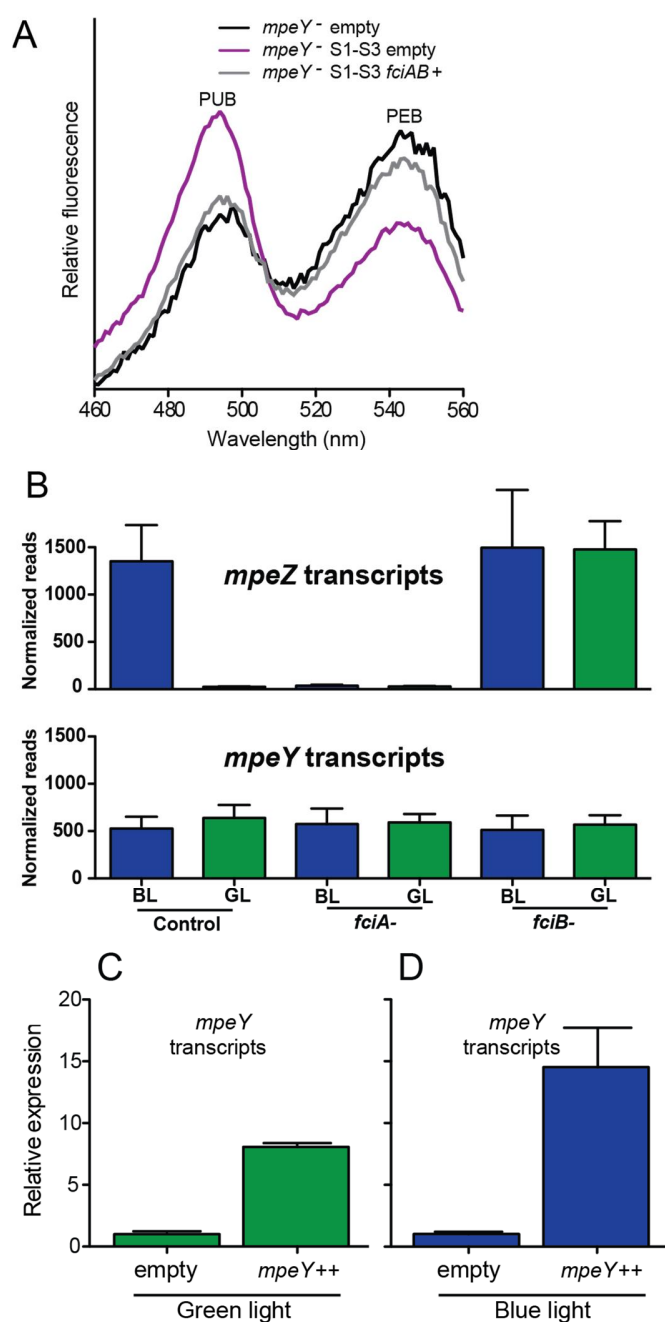 A
mpeY⁻ empty
mpeY⁻ S1-S3 empty
mpeY⁻ S1-S3 fciAB+
PUB
PEB
Relative fluorescence
460 480 500 520 540 560
Wavelength (nm)
B
mpeZ transcripts
Normalized reads
1500
1000
500
0
mpeY transcripts
Normalized reads
1500
1000
500
0
BL GL BL GL BL GL
Control fciA- fciB-
C
mpeY
transcripts
Relative expression
20
15
10
5
0
empty mpeY++
Green light
D
mpeY
transcripts
empty mpeY++
Blue light